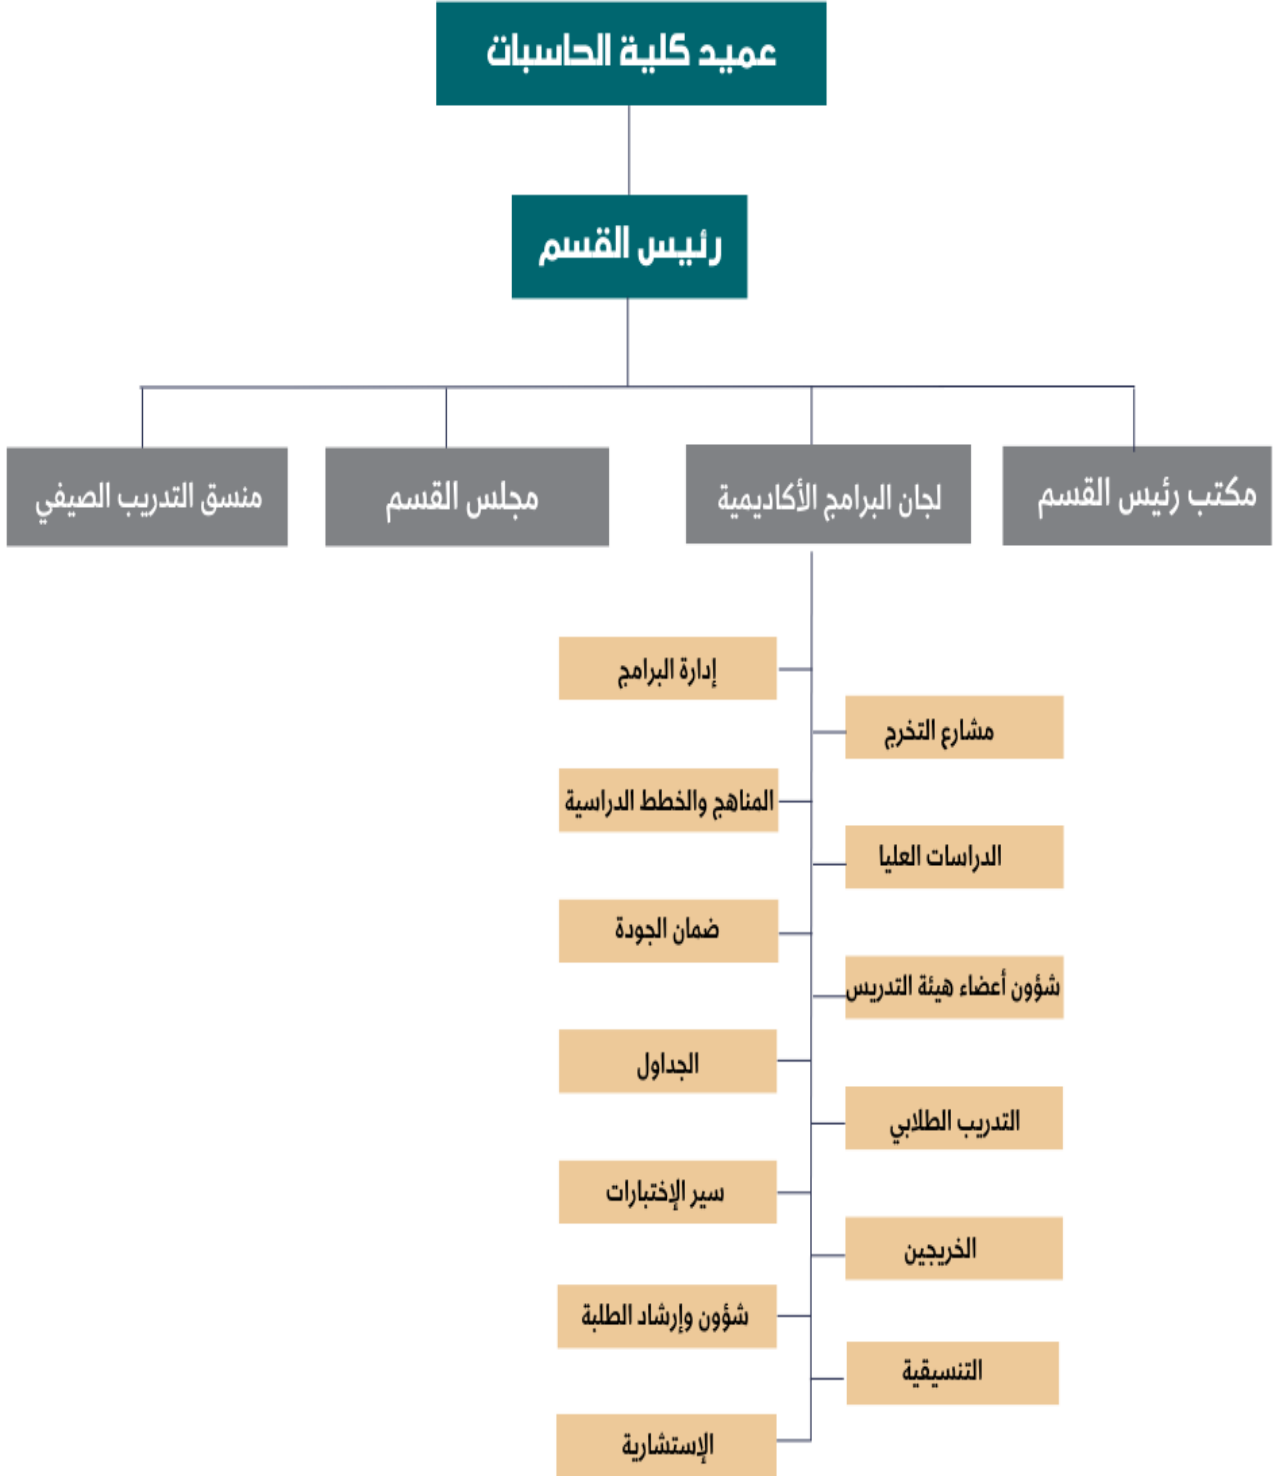 عميد كلية الحاسبات
رئيس القسم
مكتب رئيس القسم
لجان البرامج الأكاديمية
مجلس القسم
منسق التدريب الصيفي
إدارة البرامج
مشارع التخرج
المناهج والخطط الدراسية
الدراسات العليا
ضمان الجودة
شؤون أعضاء هيئة التدريس
الجداول
التدريب الطلابي
سير الإختبارات
الخريجين
شؤون وإرشاد الطلبة
التنسيقية
الإستشارية